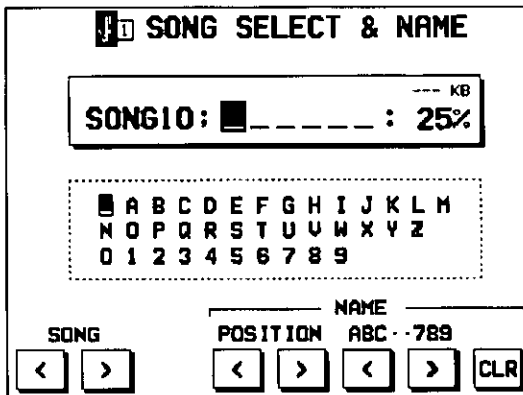 1 SONG SELECT & NAME
--- KB
SONG10: _ _ _ _ _ _ : 25%
A B C D E F G H I J K L M
N O P Q R S T U V W X Y Z
0 1 2 3 4 5 6 7 8 9
NAME
SONG POSITION ABC··789
< > < > < > CLR